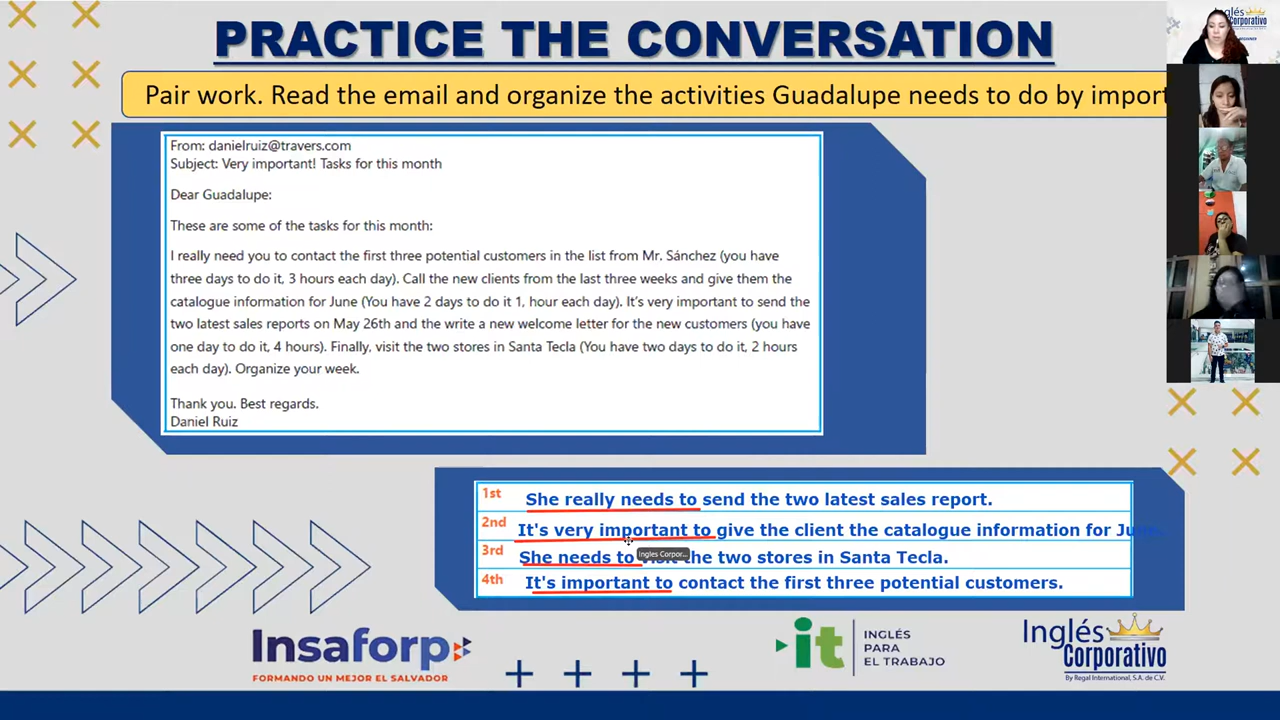 PRACTICE THE CONVERSATION
Pair work. Read the email and organize the activities Guadalupe needs to do by import
From: danielruiz@travers.com
Subject: Very important! Tasks for this month
Dear Guadalupe:
These are some of the tasks for this month:
I really need you to contact the first three potential customers in the list from Mr. Sánchez (you have
three days to do it, 3 hours each day). Call the new clients from the last three weeks and give them the
catalogue information for June (You have 2 days to do it 1, hour each day). It's very important to send the
two latest sales reports on May 26th and the write a new welcome letter for the new customers (you have
one day to do it, 4 hours). Finally, visit the two stores in Santa Tecla (You have two days to do it, 2 hours
each day). Organize your week.
Thank you. Best regards.
Daniel Ruiz
1st She really needs to send the two latest sales report.
2nd It's very important to give the client the catalogue information for
3rd She needs to the two stores in Santa Tecla.
Ingles Corpor...
4th It's important to contact the first three potential customers.
Insaforp
FORMANDO UN MEJOR EL SALVADOR
it INGLÉS
PARA
EL TRABAJO
Inglés
Corporativo
By Regal International, S.A. de C.V.
Inglés
Corporativo